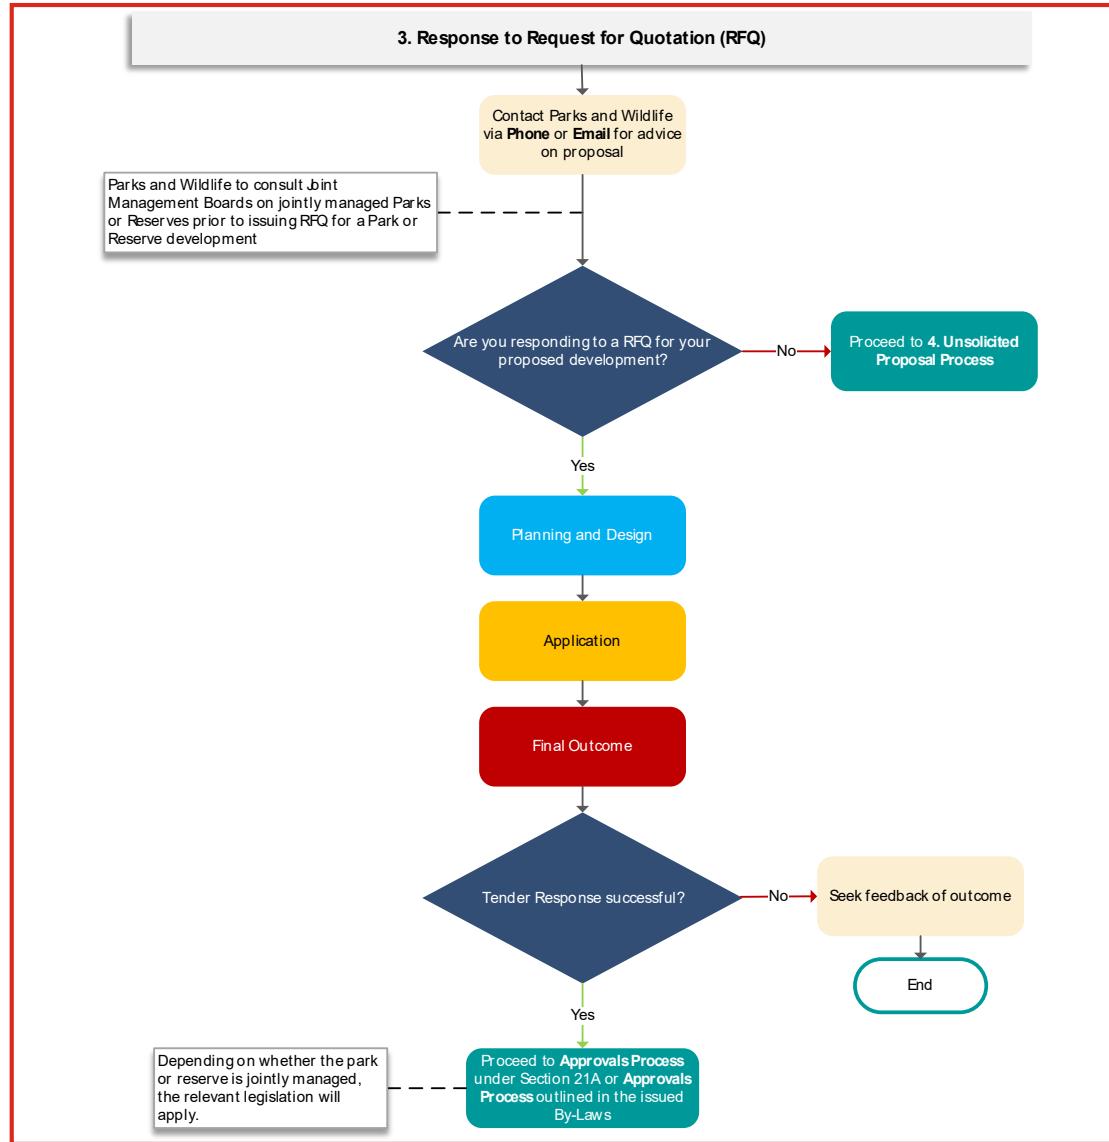 3. Response to Request for Quotation (RFQ)
Contact Parks and Wildlife
via Phone or Email for advice
on proposal
Parks and Wildlife to consult Joint
Management Boards on jointly managed Parks
or Reserves prior to issuing RFQ for a Park or
Reserve development
Are you responding to a RFQ for your
proposed development?
No
Proceed to 4. Unsolicited
Proposal Process
Yes
Planning and Design
Application
Final Outcome
Tender Response successful?
No
Seek feedback of outcome
End
Yes
Depending on whether the park
or reserve is jointly managed,
the relevant legislation will
apply.
Proceed to Approvals Process
under Section 21A or Approvals
Process outlined in the issued
By-Laws